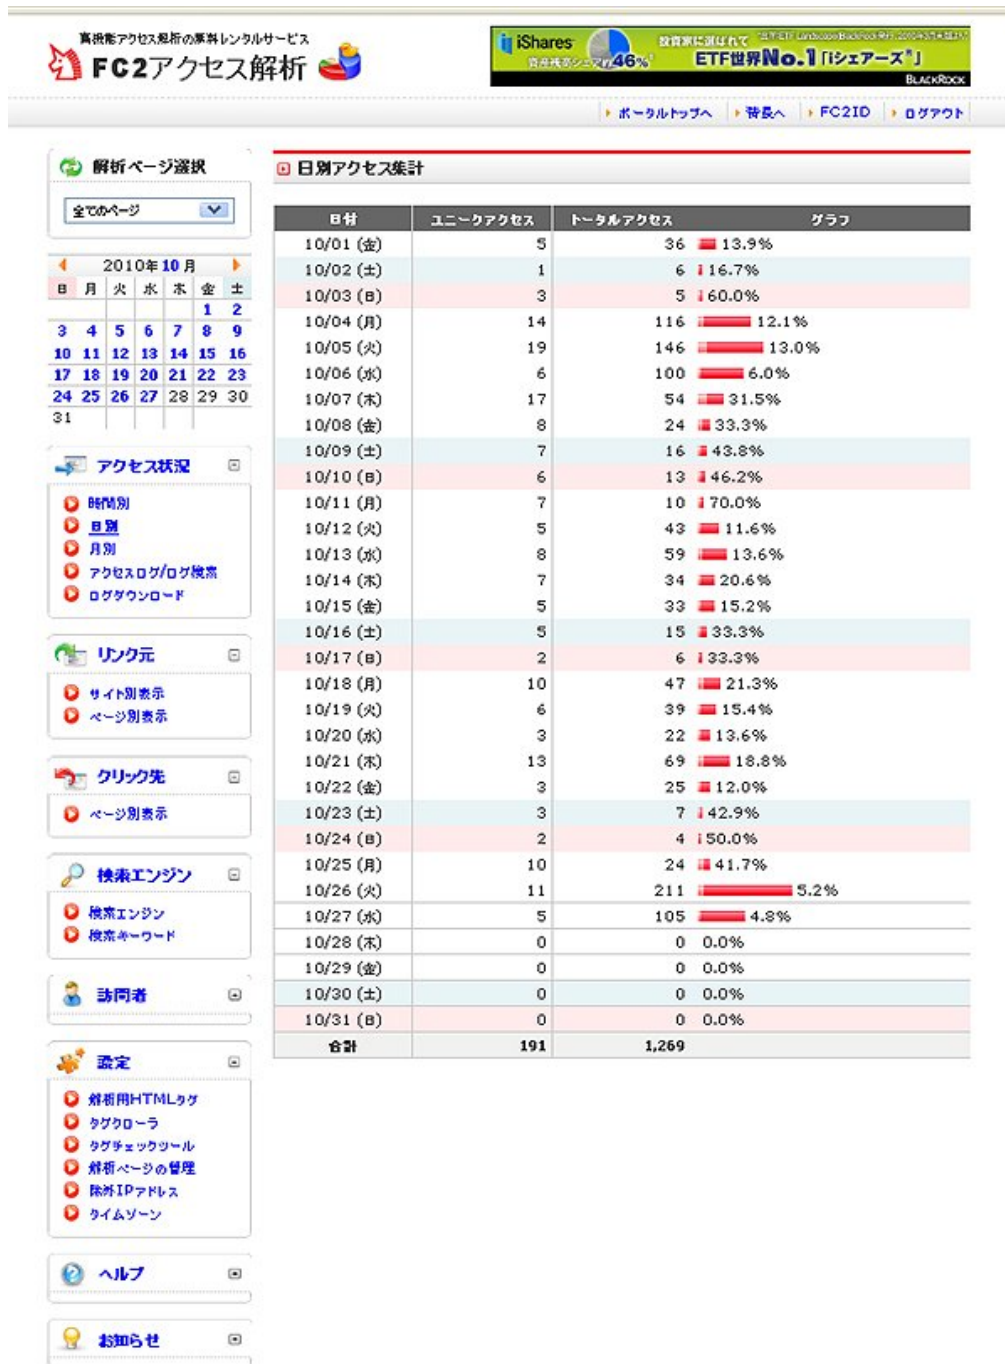 高機能アクセス解析の無料レンタルサービス
FC2アクセス解析
iShares
資産残高シェア約46%
投資家に選ばれて
ETF世界No.1「iシェアーズ®」
BLACKROCK
ポータルトップへ
FC2ID
ログアウト
解析ページ選択
全てのページ
2010年 10 月
日 月 火 水 木 金 土
1 2
3 4 5 6 7 8 9
10 11 12 13 14 15 16
17 18 19 20 21 22 23
24 25 26 27 28 29 30
31
アクセス状況
時間別
日別
月別
アクセスログ/ログ検索
ログダウンロード
リンク元
サイト別表示
ページ別表示
クリック先
ページ別表示
検索エンジン
検索エンジン
検索キーワード
訪問者
設定
解析用HTMLタグ
タグクローラ
タグチェックツール
解析ページの管理
除外IPアドレス
タイムゾーン
ヘルプ
お知らせ
日別アクセス集計
日付 ユニークアクセス トータルアクセス グラフ
10/01 (金) 5 36 13.9%
10/02 (土) 1 6 16.7%
10/03 (日) 3 5 60.0%
10/04 (月) 14 116 12.1%
10/05 (火) 19 146 13.0%
10/06 (水) 6 100 6.0%
10/07 (木) 17 54 31.5%
10/08 (金) 8 24 33.3%
10/09 (土) 7 16 43.8%
10/10 (日) 6 13 46.2%
10/11 (月) 7 10 70.0%
10/12 (火) 5 43 11.6%
10/13 (水) 8 59 13.6%
10/14 (木) 7 34 20.6%
10/15 (金) 5 33 15.2%
10/16 (土) 5 15 33.3%
10/17 (日) 2 6 33.3%
10/18 (月) 10 47 21.3%
10/19 (火) 6 39 15.4%
10/20 (水) 3 22 13.6%
10/21 (木) 13 69 18.8%
10/22 (金) 3 25 12.0%
10/23 (土) 3 7 42.9%
10/24 (日) 2 4 50.0%
10/25 (月) 10 24 41.7%
10/26 (火) 11 211 5.2%
10/27 (水) 5 105 4.8%
10/28 (木) 0 0 0.0%
10/29 (金) 0 0 0.0%
10/30 (土) 0 0 0.0%
10/31 (日) 0 0 0.0%
合計 191 1,269